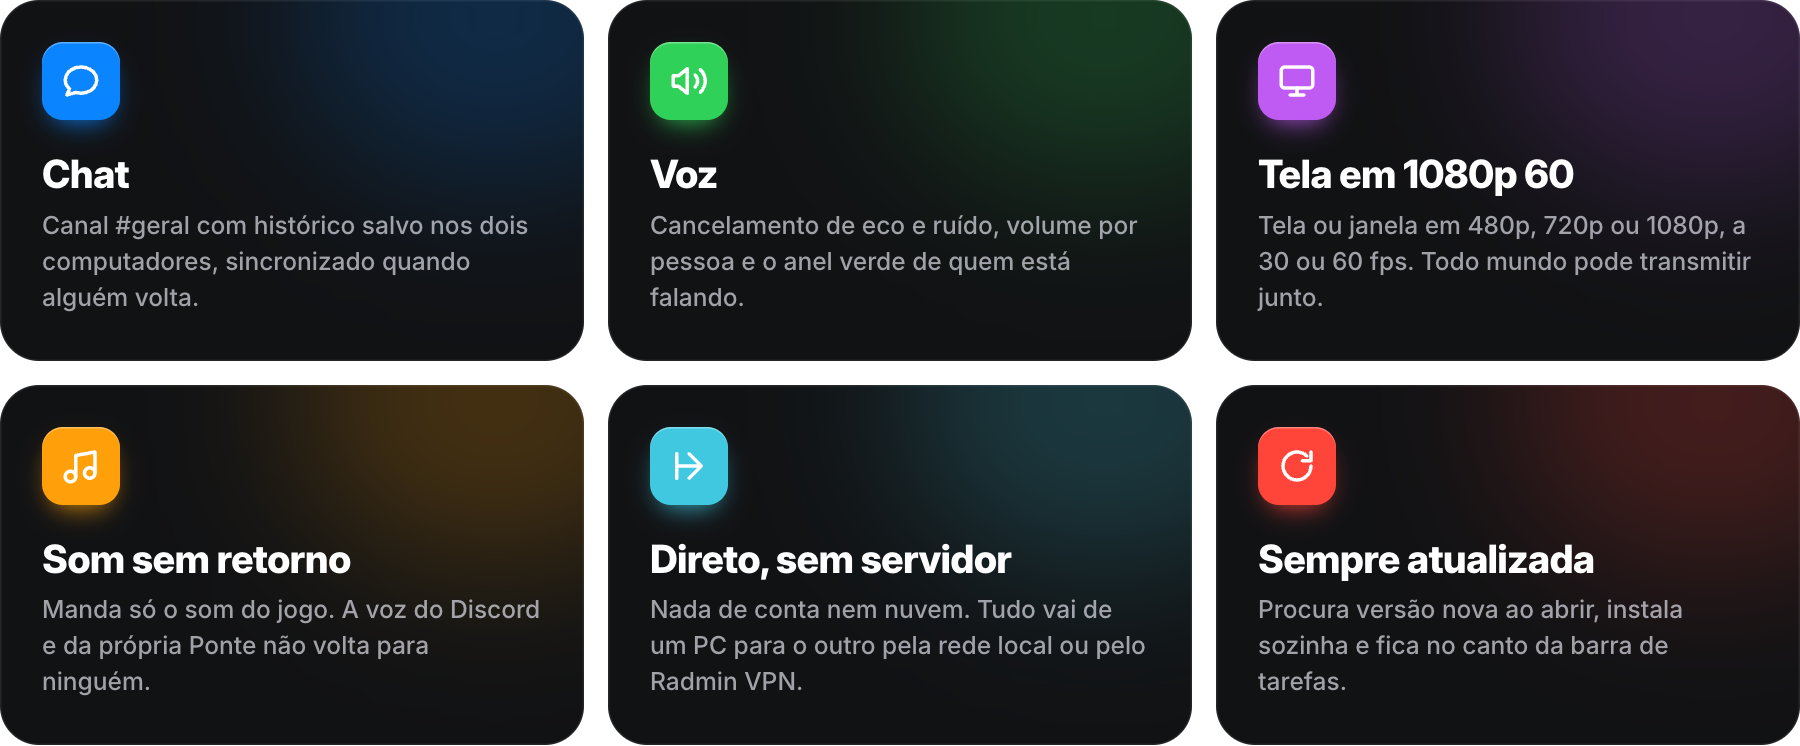 Chat
Canal #geral com histórico salvo nos dois
computadores, sincronizado quando
alguém volta.
Voz
Cancelamento de eco e ruído, volume por
pessoa e o anel verde de quem está
falando.
Tela em 1080p 60
Tela ou janela em 480p, 720p ou 1080p, a
30 ou 60 fps. Todo mundo pode transmitir
junto.
Som sem retorno
Manda só o som do jogo. A voz do Discord
e da própria Ponte não volta para
ninguém.
Direto, sem servidor
Nada de conta nem nuvem. Tudo vai de
um PC para o outro pela rede local ou pelo
Radmin VPN.
Sempre atualizada
Procura versão nova ao abrir, instala
sozinha e fica no canto da barra de
tarefas.